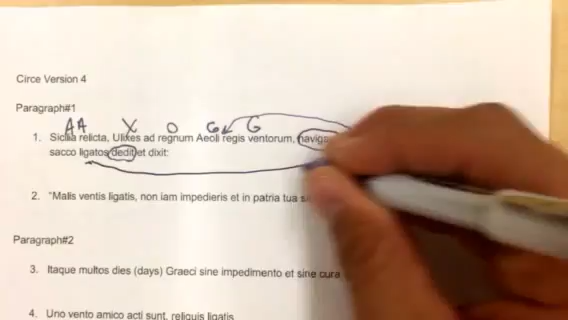 Circe Version 4
Paragraph#1
AA X O G G
1. Sicilia relicta, Ulixes ad regnum Aeoli regis ventorum,
sacco ligatos dedit et dixit:
2. "Malis ventis ligatis, non iam impedieris et in patria tua
Paragraph#2
3. Itaque multos dies (days) Graeci sine impedimento et sine cura
4. Uno vento amico acti sunt, reliquis ligatis